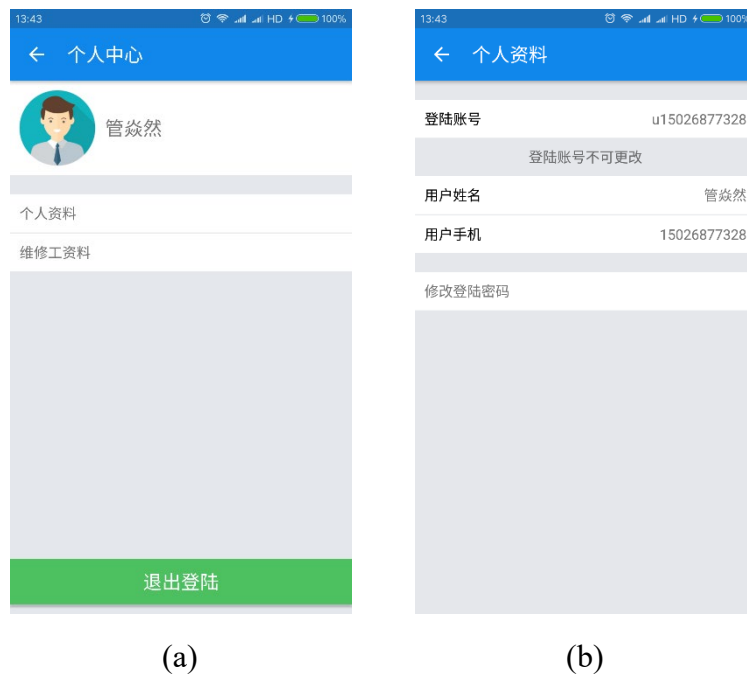 13:43
HD 100%
个人中心
管焱然
个人资料
维修工资料
退出登陆
(a)
13:43
HD 100%
个人资料
登陆账号 u15026877328
登陆账号不可更改
用户姓名 管焱然
用户手机 15026877328
修改登陆密码
(b)